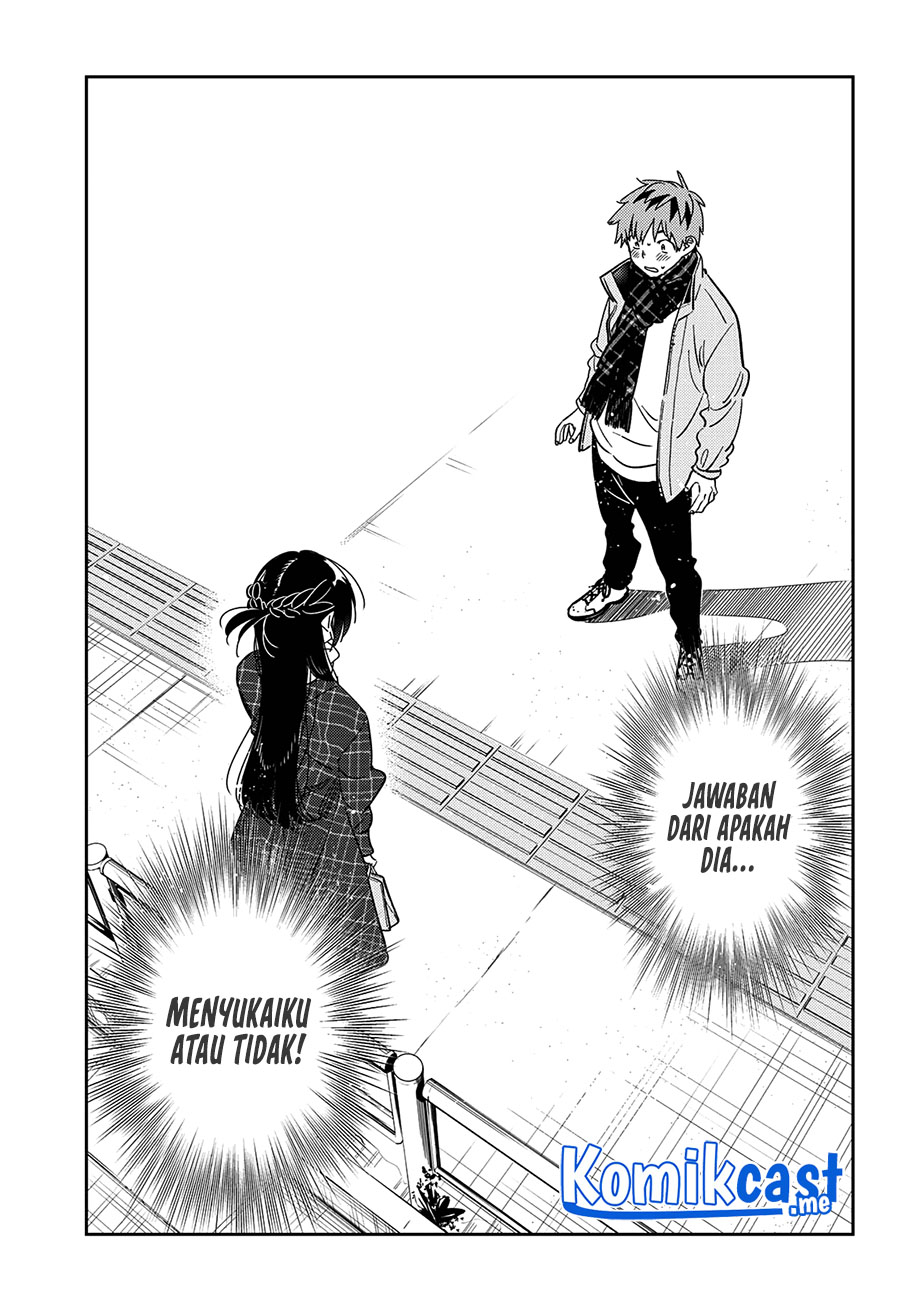 JAWABAN
DARI APAKAH
DIA...
MENYUKAIKU
ATAU TIDAK!
Komikcast
.me